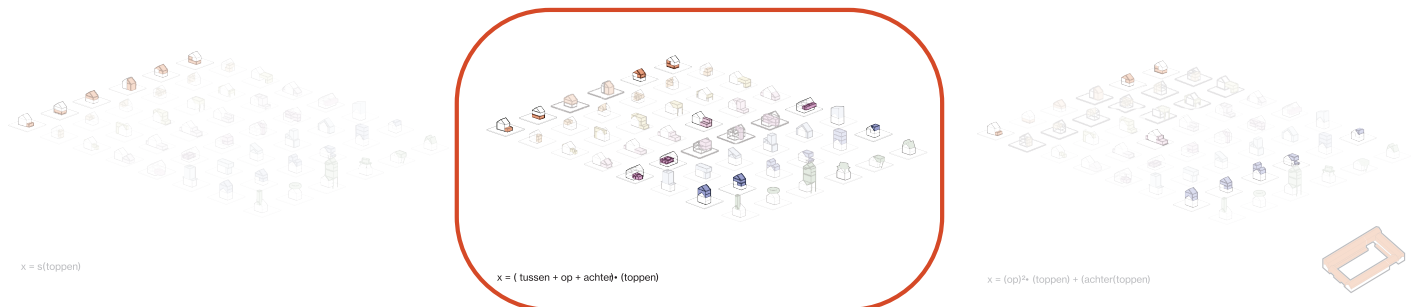 x = s(toppen)
x = ( tussen + op + achter)• (toppen)
x = (op)²• (toppen) + (achter(toppen)